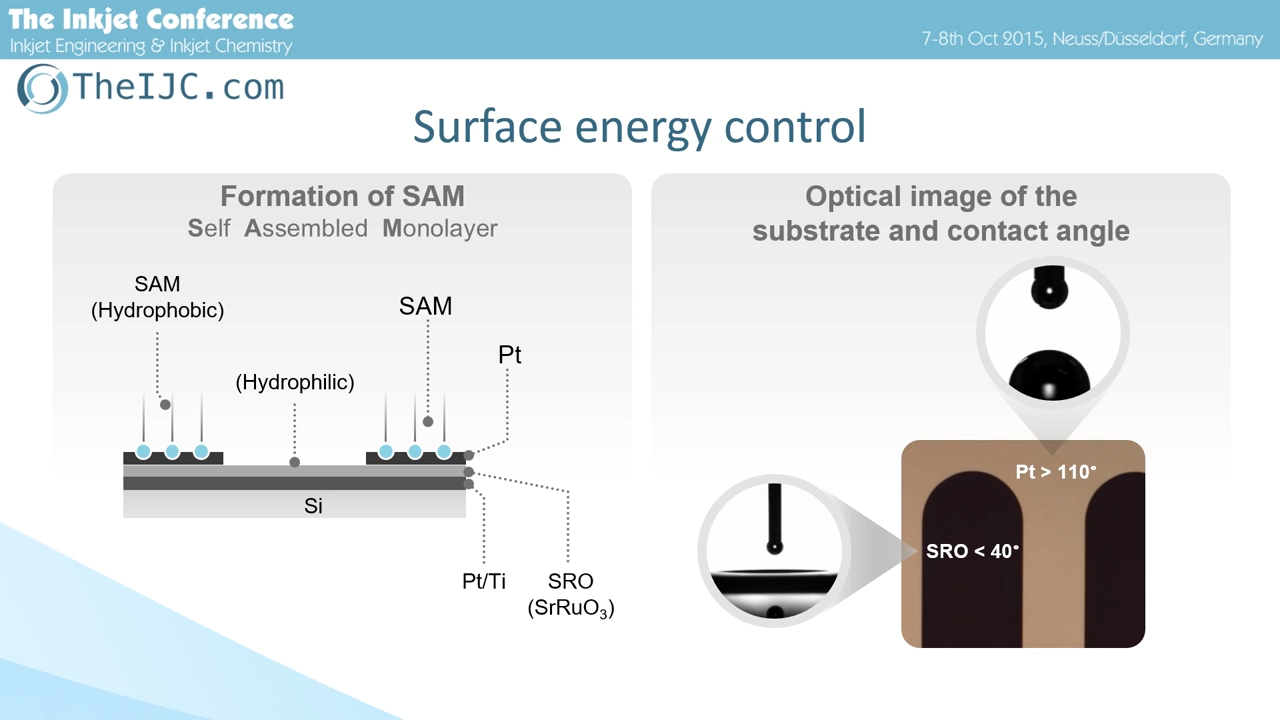 The Inkjet Conference
Inkjet Engineering & Inkjet Chemistry
7-8th Oct 2015, Neuss/Düsseldorf, Germany
TheIJC.com
Surface energy control
Formation of SAM
Self Assembled Monolayer
SAM
(Hydrophobic)
SAM
Pt
(Hydrophilic)
Si
Pt/Ti
SRO
(SrRuO₃)
Optical image of the
substrate and contact angle
Pt > 110°
SRO < 40°